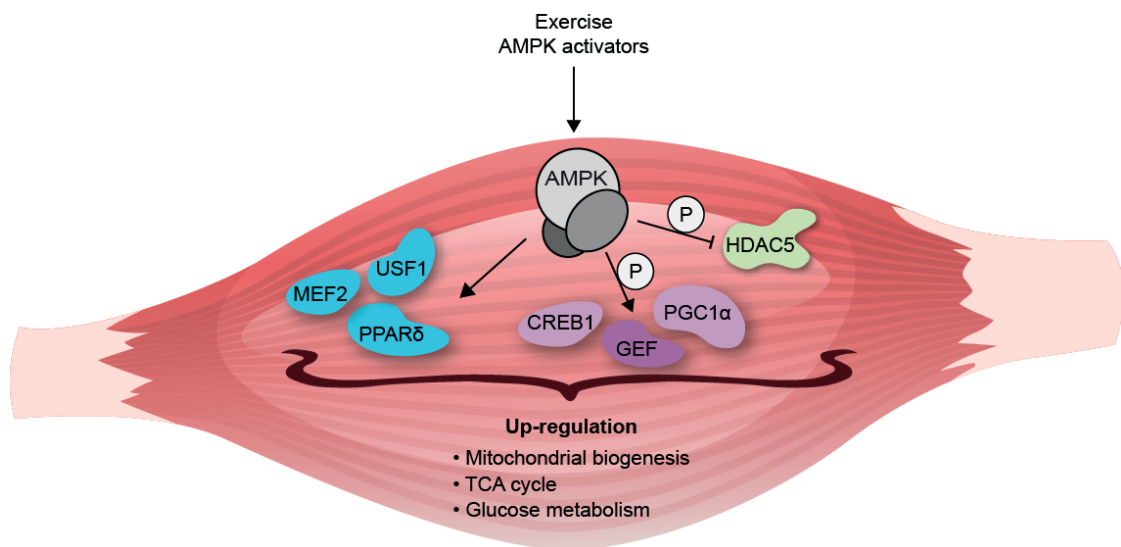 Exercise
AMPK activators
AMPK
P
HDAC5
USF1
MEF2
P
PPARδ
CREB1
PGC1α
GEF
Up-regulation
• Mitochondrial biogenesis
• TCA cycle
• Glucose metabolism